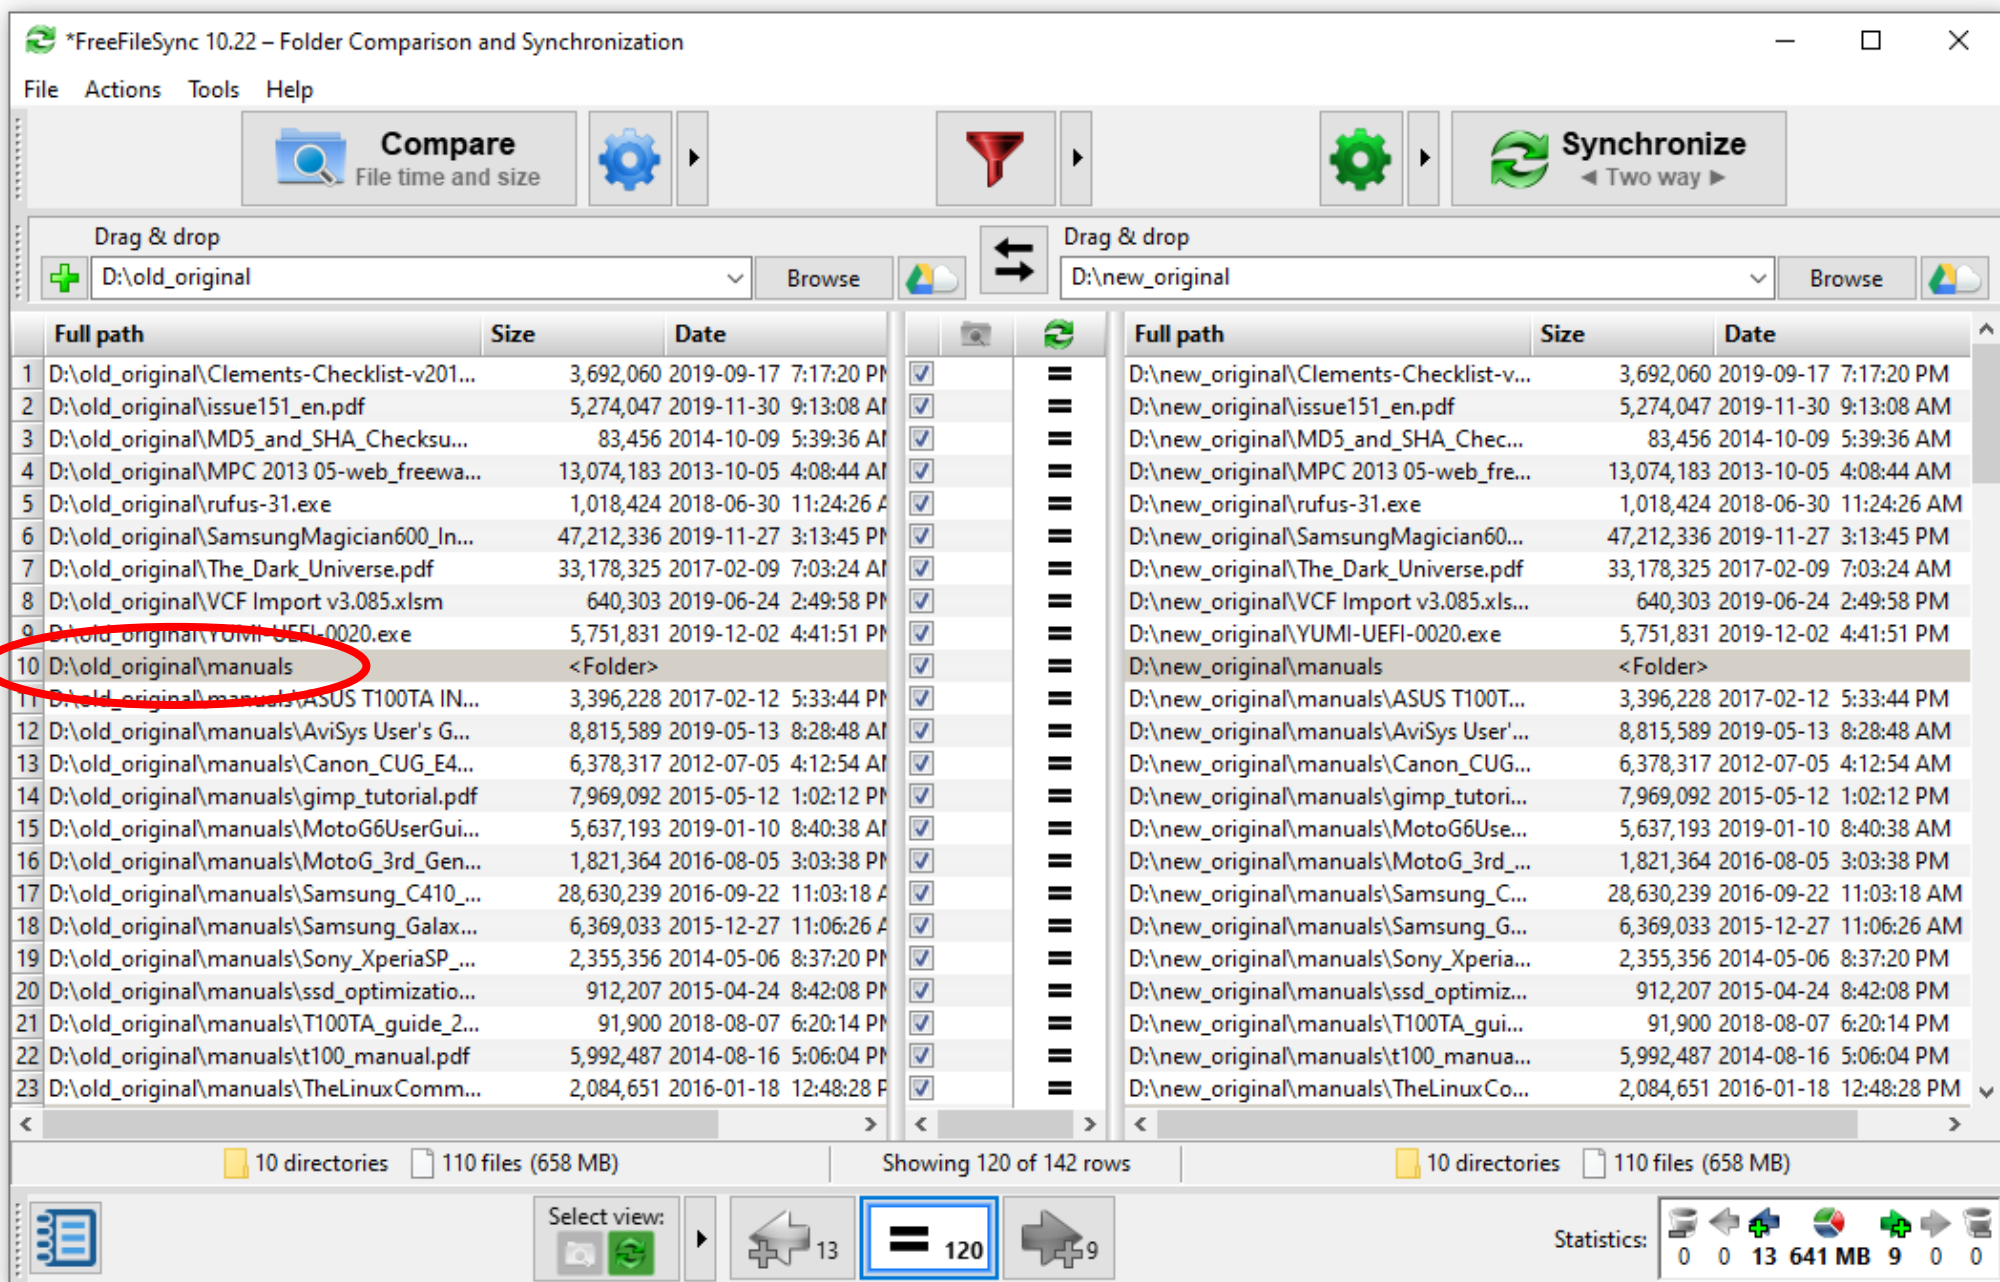 *FreeFileSync 10.22 – Folder Comparison and Synchronization
File Actions Tools Help
Compare
File time and size
Synchronize
Two way
Drag & drop
D:\old_original
Browse
Drag & drop
D:\new_original
Browse
Full path Size Date Full path Size Date
1 D:\old_original\Clements-Checklist-v201... 3,692,060 2019-09-17 7:17:20 PM D:\new_original\Clements-Checklist-v... 3,692,060 2019-09-17 7:17:20 PM
2 D:\old_original\issue151_en.pdf 5,274,047 2019-11-30 9:13:08 AM D:\new_original\issue151_en.pdf 5,274,047 2019-11-30 9:13:08 AM
3 D:\old_original\MD5_and_SHA_Checksu... 83,456 2014-10-09 5:39:36 AM D:\new_original\MD5_and_SHA_Chec... 83,456 2014-10-09 5:39:36 AM
4 D:\old_original\MPC 2013 05-web_freewa... 13,074,183 2013-10-05 4:08:44 AM D:\new_original\MPC 2013 05-web_fre... 13,074,183 2013-10-05 4:08:44 AM
5 D:\old_original\rufus-31.exe 1,018,424 2018-06-30 11:24:26 A D:\new_original\rufus-31.exe 1,018,424 2018-06-30 11:24:26 AM
6 D:\old_original\SamsungMagician600_In... 47,212,336 2019-11-27 3:13:45 PM D:\new_original\SamsungMagician60... 47,212,336 2019-11-27 3:13:45 PM
7 D:\old_original\The_Dark_Universe.pdf 33,178,325 2017-02-09 7:03:24 AM D:\new_original\The_Dark_Universe.pdf 33,178,325 2017-02-09 7:03:24 AM
8 D:\old_original\VCF Import v3.085.xlsm 640,303 2019-06-24 2:49:58 PM D:\new_original\VCF Import v3.085.xls... 640,303 2019-06-24 2:49:58 PM
9 D:\old_original\YUMI-UEFI-0020.exe 5,751,831 2019-12-02 4:41:51 PM D:\new_original\YUMI-UEFI-0020.exe 5,751,831 2019-12-02 4:41:51 PM
10 D:\old_original\manuals <Folder> D:\new_original\manuals <Folder>
11 D:\old_original\manuals\ASUS T100TA IN... 3,396,228 2017-02-12 5:33:44 PM D:\new_original\manuals\ASUS T100T... 3,396,228 2017-02-12 5:33:44 PM
12 D:\old_original\manuals\AviSys User's G... 8,815,589 2019-05-13 8:28:48 AM D:\new_original\manuals\AviSys User'... 8,815,589 2019-05-13 8:28:48 AM
13 D:\old_original\manuals\Canon_CUG_E4... 6,378,317 2012-07-05 4:12:54 AM D:\new_original\manuals\Canon_CUG... 6,378,317 2012-07-05 4:12:54 AM
14 D:\old_original\manuals\gimp_tutorial.pdf 7,969,092 2015-05-12 1:02:12 PM D:\new_original\manuals\gimp_tutori... 7,969,092 2015-05-12 1:02:12 PM
15 D:\old_original\manuals\MotoG6UserGui... 5,637,193 2019-01-10 8:40:38 AM D:\new_original\manuals\MotoG6Use... 5,637,193 2019-01-10 8:40:38 AM
16 D:\old_original\manuals\MotoG_3rd_Gen... 1,821,364 2016-08-05 3:03:38 PM D:\new_original\manuals\MotoG_3rd_... 1,821,364 2016-08-05 3:03:38 PM
17 D:\old_original\manuals\Samsung_C410_... 28,630,239 2016-09-22 11:03:18 A D:\new_original\manuals\Samsung_C... 28,630,239 2016-09-22 11:03:18 AM
18 D:\old_original\manuals\Samsung_Galax... 6,369,033 2015-12-27 11:06:26 A D:\new_original\manuals\Samsung_G... 6,369,033 2015-12-27 11:06:26 AM
19 D:\old_original\manuals\Sony_XperiaSP_... 2,355,356 2014-05-06 8:37:20 PM D:\new_original\manuals\Sony_Xperia... 2,355,356 2014-05-06 8:37:20 PM
20 D:\old_original\manuals\ssd_optimizatio... 912,207 2015-04-24 8:42:08 PM D:\new_original\manuals\ssd_optimiz... 912,207 2015-04-24 8:42:08 PM
21 D:\old_original\manuals\T100TA_guide_2... 91,900 2018-08-07 6:20:14 PM D:\new_original\manuals\T100TA_gui... 91,900 2018-08-07 6:20:14 PM
22 D:\old_original\manuals\t100_manual.pdf 5,992,487 2014-08-16 5:06:04 PM D:\new_original\manuals\t100_manua... 5,992,487 2014-08-16 5:06:04 PM
23 D:\old_original\manuals\TheLinuxComm... 2,084,651 2016-01-18 12:48:28 P D:\new_original\manuals\TheLinuxCo... 2,084,651 2016-01-18 12:48:28 PM
10 directories 110 files (658 MB) Showing 120 of 142 rows 10 directories 110 files (658 MB)
Select view:
13 = 120 9
Statistics: 0 0 13 641 MB 9 0 0